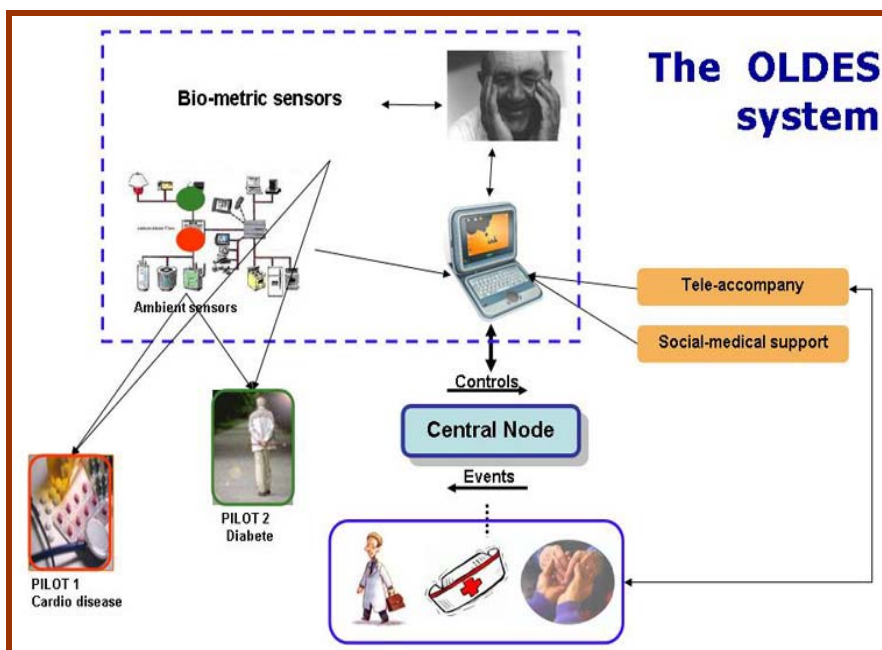 The OLDES
system
Bio-metric sensors
Ambient sensors
Tele-accompany
Social-medical support
Controls
Central Node
Events
PILOT 2
Diabete
PILOT 1
Cardio disease